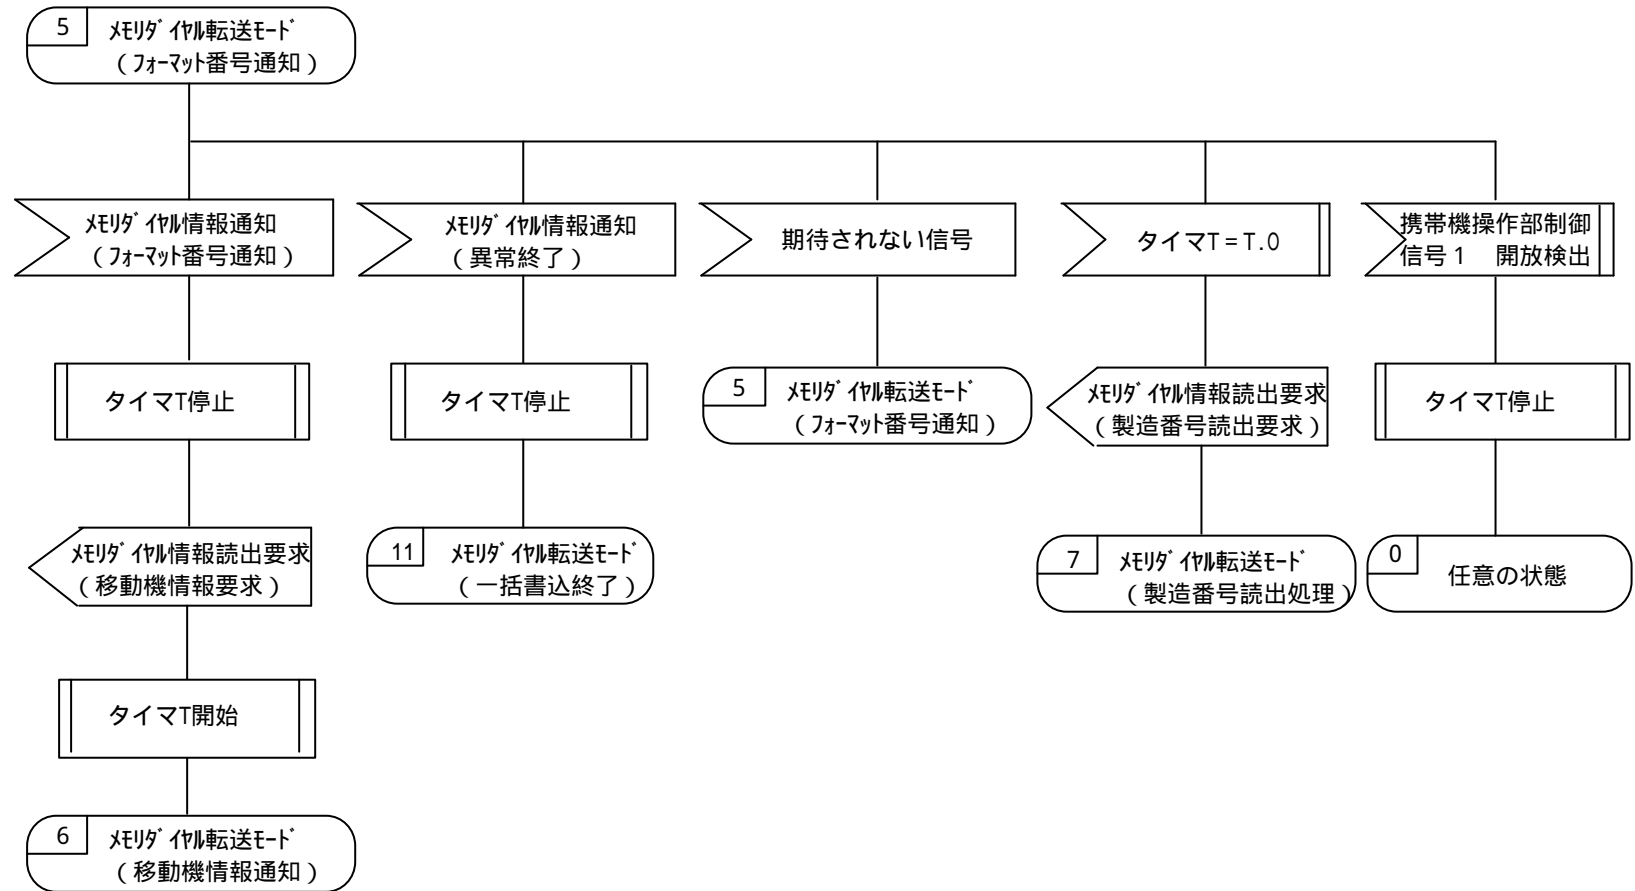 5
ﾒﾓﾘﾀﾞｲﾔﾙ転送ﾓｰﾄﾞ
（ﾌｫｰﾏｯﾄ番号通知）
ﾒﾓﾘﾀﾞｲﾔﾙ情報通知
（ﾌｫｰﾏｯﾄ番号通知）
タイマT停止
ﾒﾓﾘﾀﾞｲﾔﾙ情報読出要求
（移動機情報要求）
タイマT開始
6
ﾒﾓﾘﾀﾞｲﾔﾙ転送ﾓｰﾄﾞ
（移動機情報通知）
ﾒﾓﾘﾀﾞｲﾔﾙ情報通知
（異常終了）
タイマT停止
11
ﾒﾓﾘﾀﾞｲﾔﾙ転送ﾓｰﾄﾞ
（一括書込終了）
期待されない信号
5
ﾒﾓﾘﾀﾞｲﾔﾙ転送ﾓｰﾄﾞ
（ﾌｫｰﾏｯﾄ番号通知）
タイマT＝T.O
ﾒﾓﾘﾀﾞｲﾔﾙ情報読出要求
（製造番号読出要求）
7
ﾒﾓﾘﾀﾞｲﾔﾙ転送ﾓｰﾄﾞ
（製造番号読出処理）
携帯機操作部制御
信号１　開放検出
タイマT停止
0
任意の状態